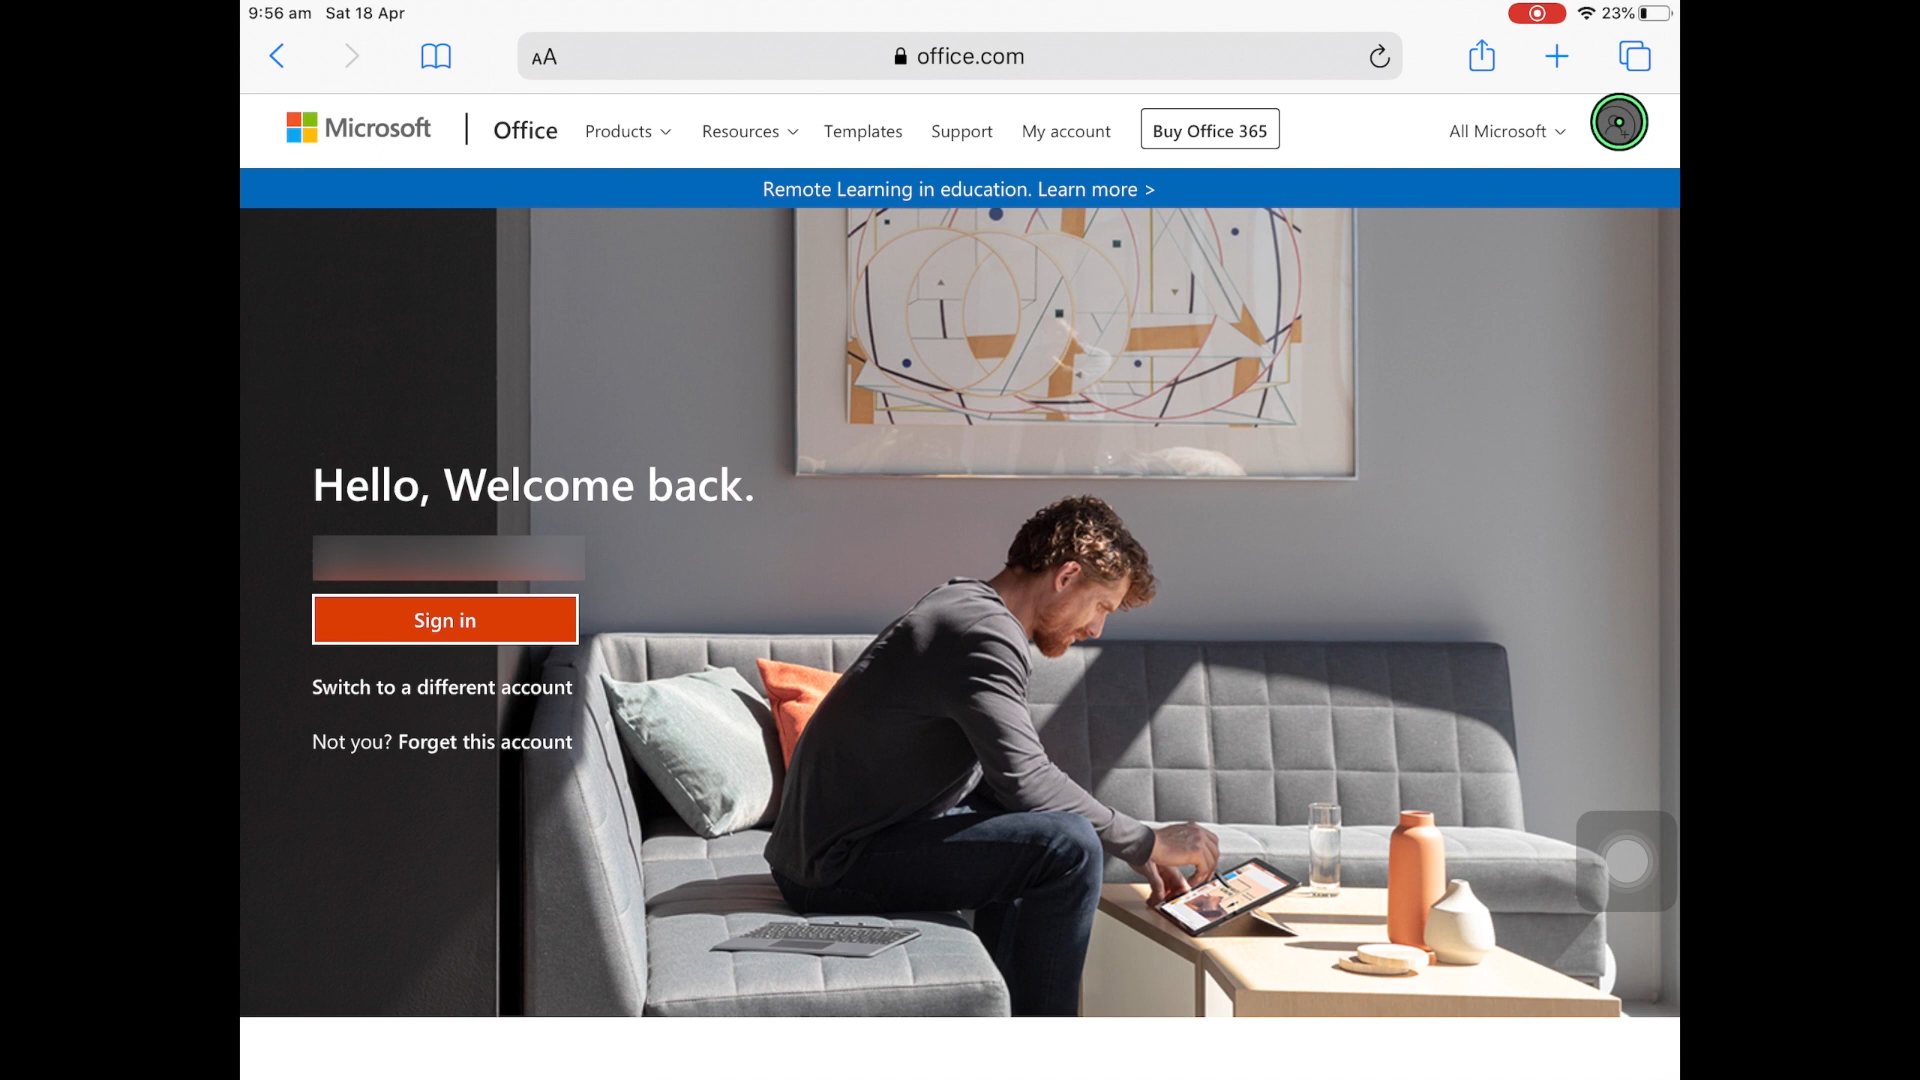 9:56 am Sat 18 Apr
23%
AA office.com
Microsoft Office Products Resources Templates Support My account Buy Office 365 All Microsoft
Remote Learning in education. Learn more >
Hello, Welcome back.
Sign in
Switch to a different account
Not you? Forget this account